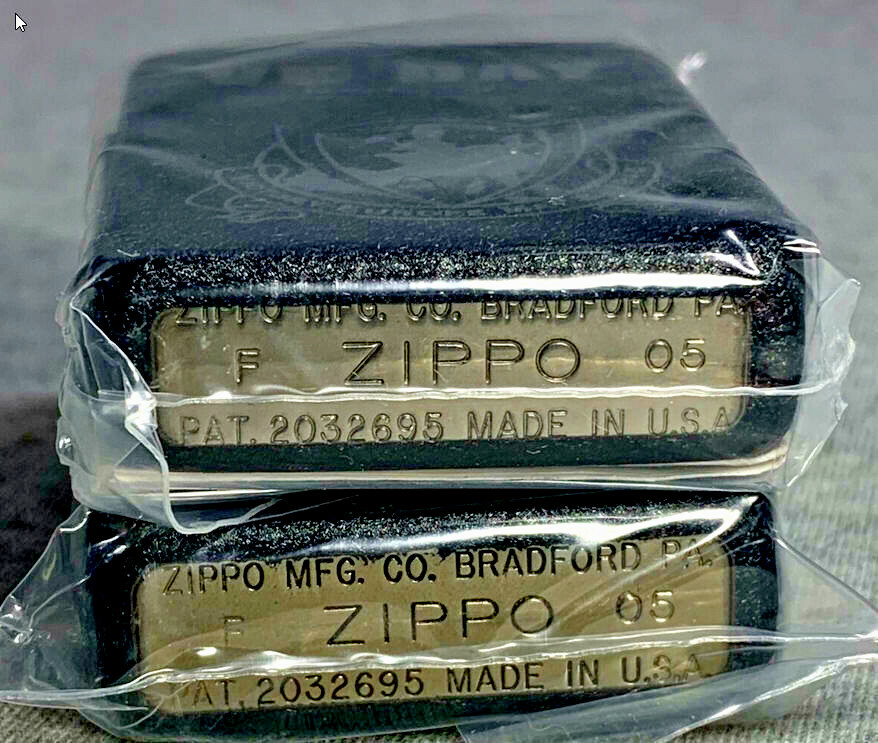 ZIPPO MFG. CO. BRADFORD PA.
F ZIPPO 05
PAT. 2032695 MADE IN U.S.A.
ZIPPO MFG. CO. BRADFORD PA.
F ZIPPO 05
PAT. 2032695 MADE IN U.S.A.